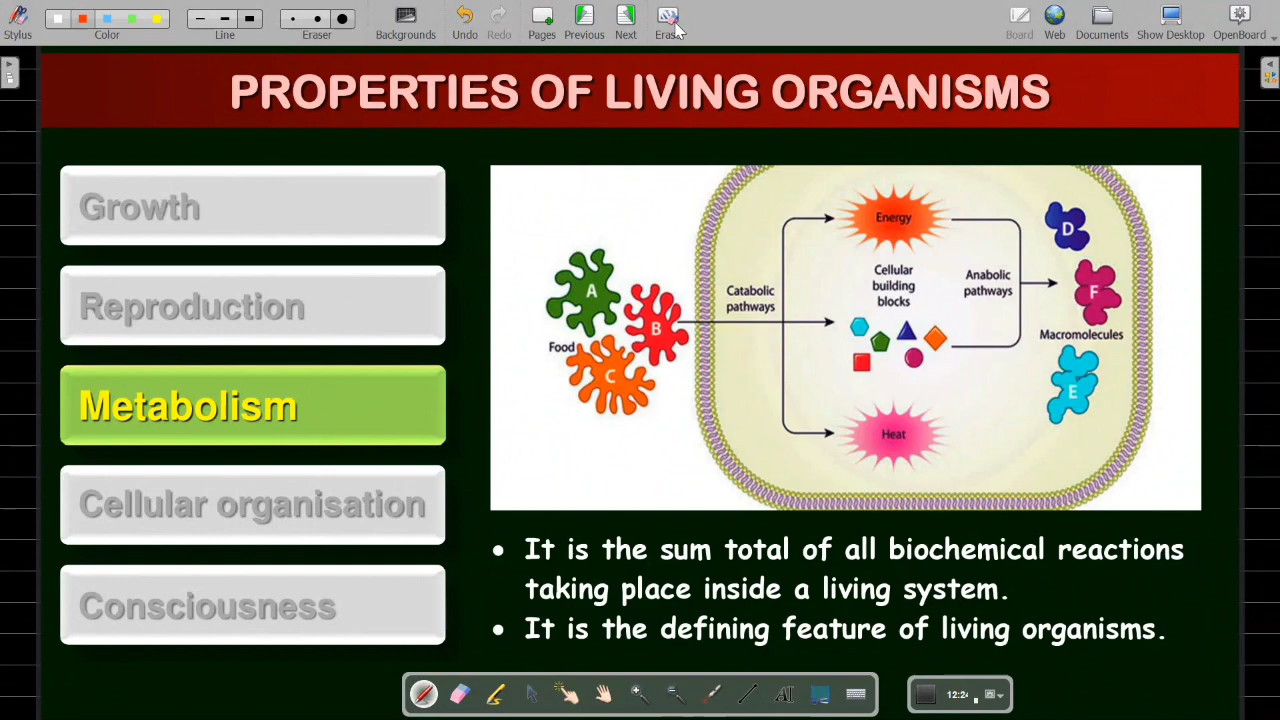 Stylus
Color
Line
Eraser
Backgrounds
Undo
Redo
Pages
Previous
Next
Board
Web
Documents
Show Desktop
OpenBoard
PROPERTIES OF LIVING ORGANISMS
Growth
Reproduction
Metabolism
Cellular organisation
Consciousness
A
B
C
Food
Catabolic
pathways
Energy
Cellular
building
blocks
Heat
Anabolic
pathways
D
F
Macromolecules
E
• It is the sum total of all biochemical reactions
taking place inside a living system.
• It is the defining feature of living organisms.
AI